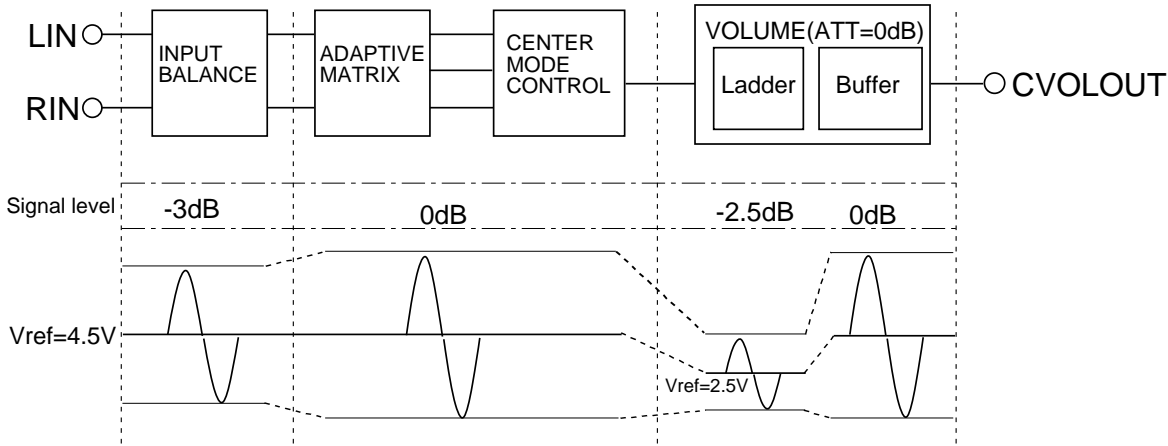 LIN
RIN
INPUT
BALANCE
ADAPTIVE
MATRIX
CENTER
MODE
CONTROL
VOLUME(ATT=0dB)
Ladder
Buffer
CVOLOUT
Signal level
-3dB
0dB
-2.5dB
0dB
Vref=4.5V
Vref=2.5V